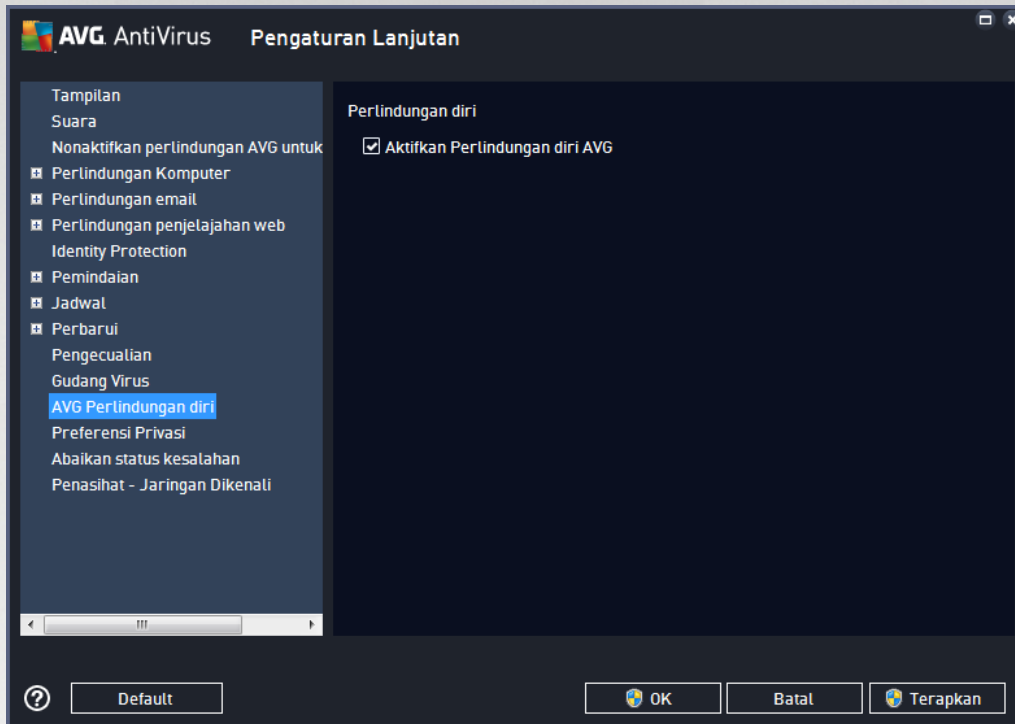 AVG. AntiVirus Pengaturan Lanjutan
Tampilan
Suara
Nonaktifkan perlindungan AVG untuk
Perlindungan Komputer
Perlindungan email
Perlindungan penjelajahan web
Identity Protection
Pemindaian
Jadwal
Perbarui
Pengecualian
Gudang Virus
AVG Perlindungan diri
Preferensi Privasi
Abaikan status kesalahan
Penasihat - Jaringan Dikenali
Perlindungan diri
Aktifkan Perlindungan diri AVG
? Default OK Batal Terapkan